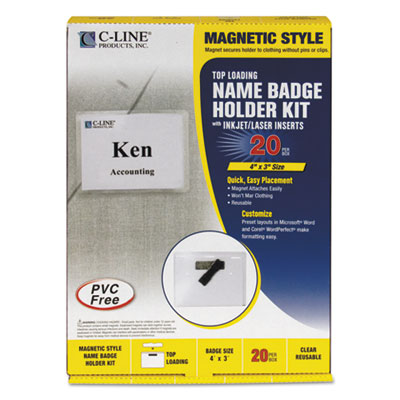 C-LINE
PRODUCTS, INC.
MAGNETIC STYLE
Magnet secures holder to clothing without pins or clips.
TOP LOADING
NAME BADGE
HOLDER KIT
with INKJET/LASER INSERTS
20 PER BOX
4" x 3" Size
Quick, Easy Placement
• Magnet Attaches Easily
• Won't Mar Clothing
• Reusable
Customize
Preset layouts in Microsoft® Word
and Corel® WordPerfect® make
formatting easy.
C-LINE
PRODUCTS, INC.
Ken
Accounting
PVC
Free
MAGNETIC STYLE
NAME BADGE
HOLDER KIT
TOP
LOADING
BADGE SIZE
4" x 3"
20 PER BOX
CLEAR
REUSABLE